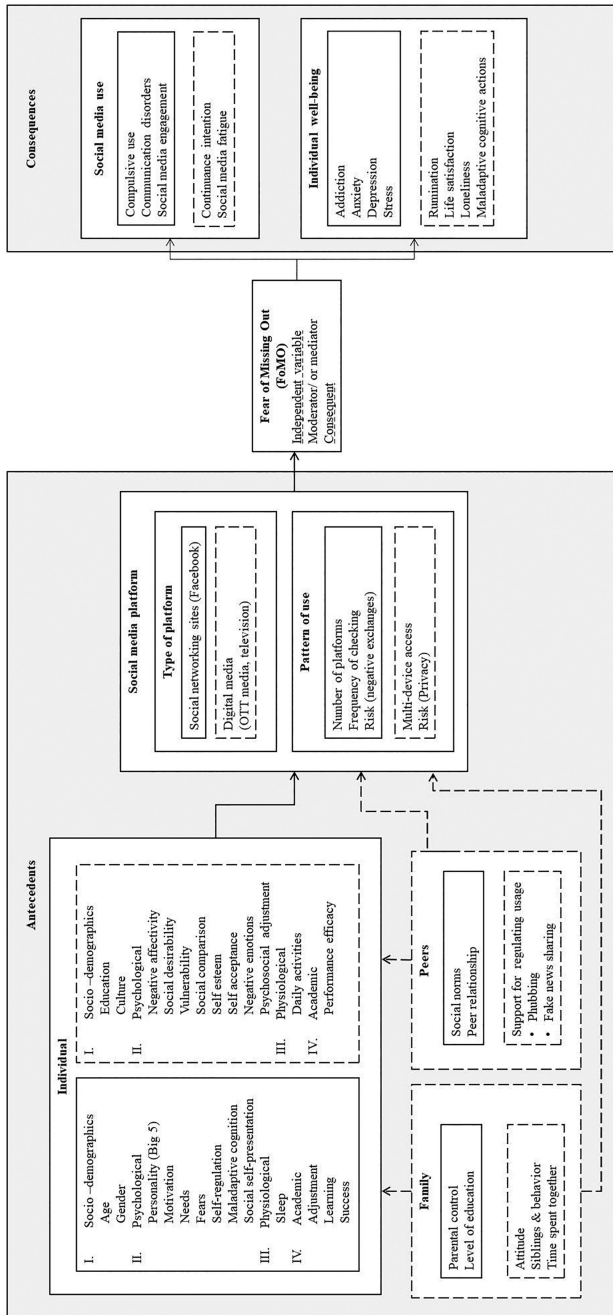 Antecedents
Individual
I. Socio –demographics
Age
Gender
II. Psychological
Personality (Big 5)
Motivation
Needs
Fears
Self-regulation
Maladaptive cognition
Social self-presentation
III. Physiological
Sleep
IV. Academic
Adjustment
Learning
Success
I. Socio –demographics
Education
Culture
II. Psychological
Negative affectivity
Social desirability
Vulnerability
Social comparison
Self esteem
Self acceptance
Negative emotions
Psychosocial adjustment
III. Physiological
Daily activities
IV. Academic
Performance efficacy
Family
Parental control
Level of education
Attitude
Siblings & behavior
Time spent together
Peers
Social norms
Peer relationship
Support for regulating usage
• Phubbing
• Fake news sharing
Social media platform
Type of platform
Social networking sites (Facebook)
Digital media
(OTT media, television)
Pattern of use
Number of platforms
Frequency of checking
Risk (negative exchanges)
Multi-device access
Risk (Privacy)
Fear of Missing Out
(FoMO)
Independent variable
Moderator/ or mediator
Consequent
Consequences
Social media use
Compulsive use
Communication disorders
Social media engagement
Continuance intention
Social media fatigue
Individual well-being
Addiction
Anxiety
Depression
Stress
Rumination
Life satisfaction
Loneliness
Maladaptive cognitive actions